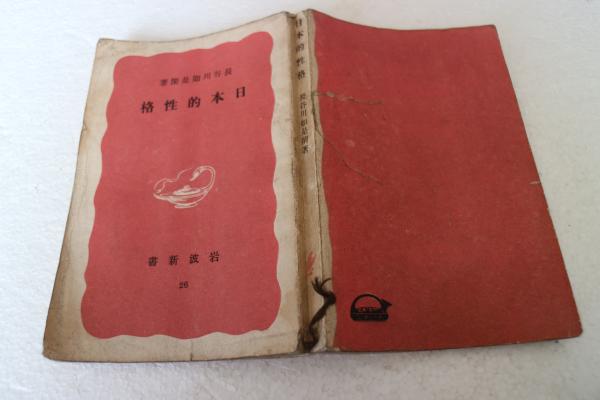 長谷川如是閑著
日本的性格
岩波新書
26
日本的性格 長谷川如是閑著